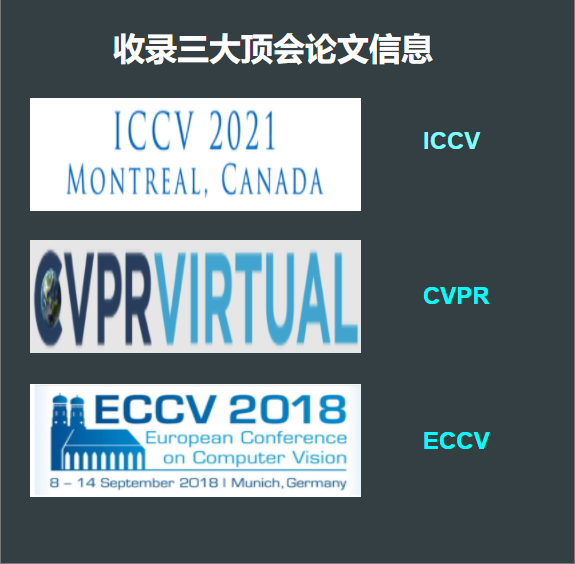 收录三大顶会论文信息
ICCV 2021
MONTREAL, CANADA
ICCV
CVPRVIRTUAL
CVPR
ECCV 2018
European Conference
on Computer Vision
8 – 14 September 2018 | Munich, Germany
ECCV